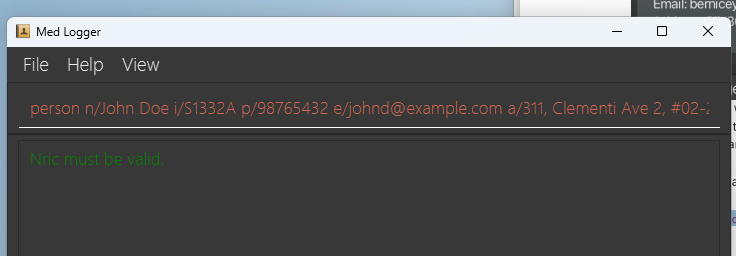 Email: bernicey
Med Logger
File Help View
person n/John Doe i/S1332A p/98765432 e/johnd@example.com a/311, Clementi Ave 2, #02-2
Nric must be valid.